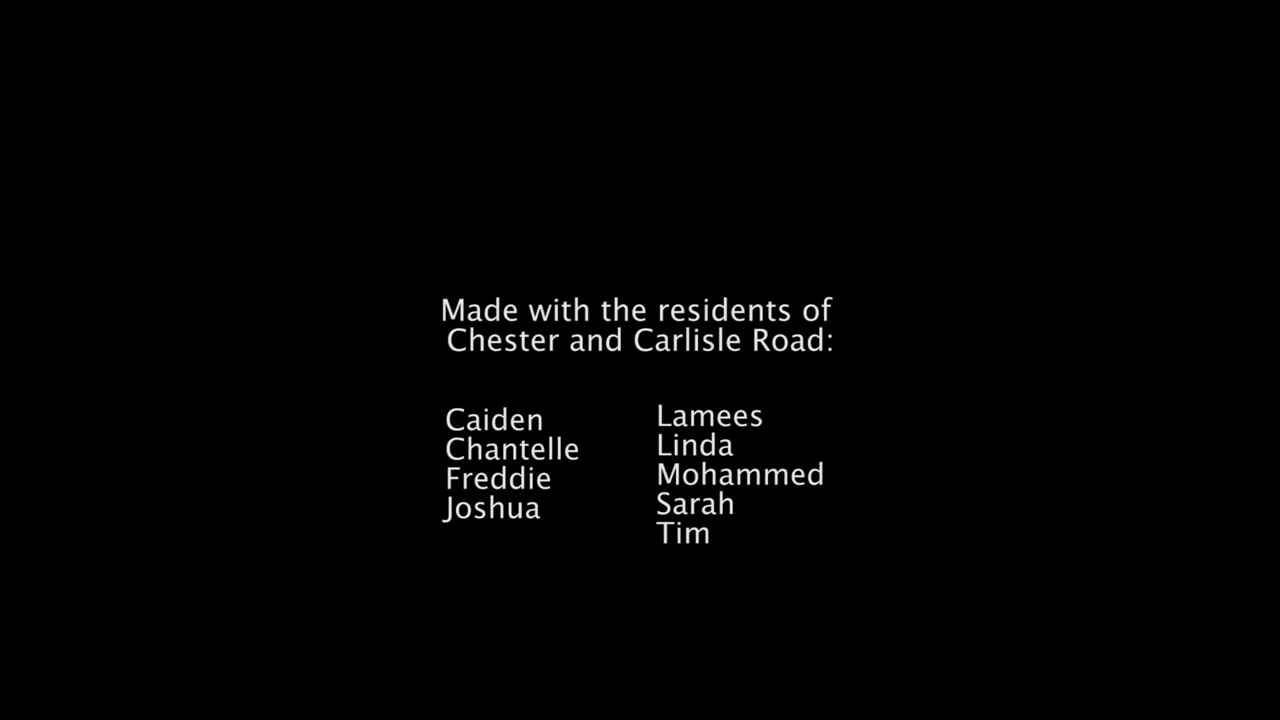 Made with the residents of
Chester and Carlisle Road:
Caiden
Chantelle
Freddie
Joshua
Lamees
Linda
Mohammed
Sarah
Tim